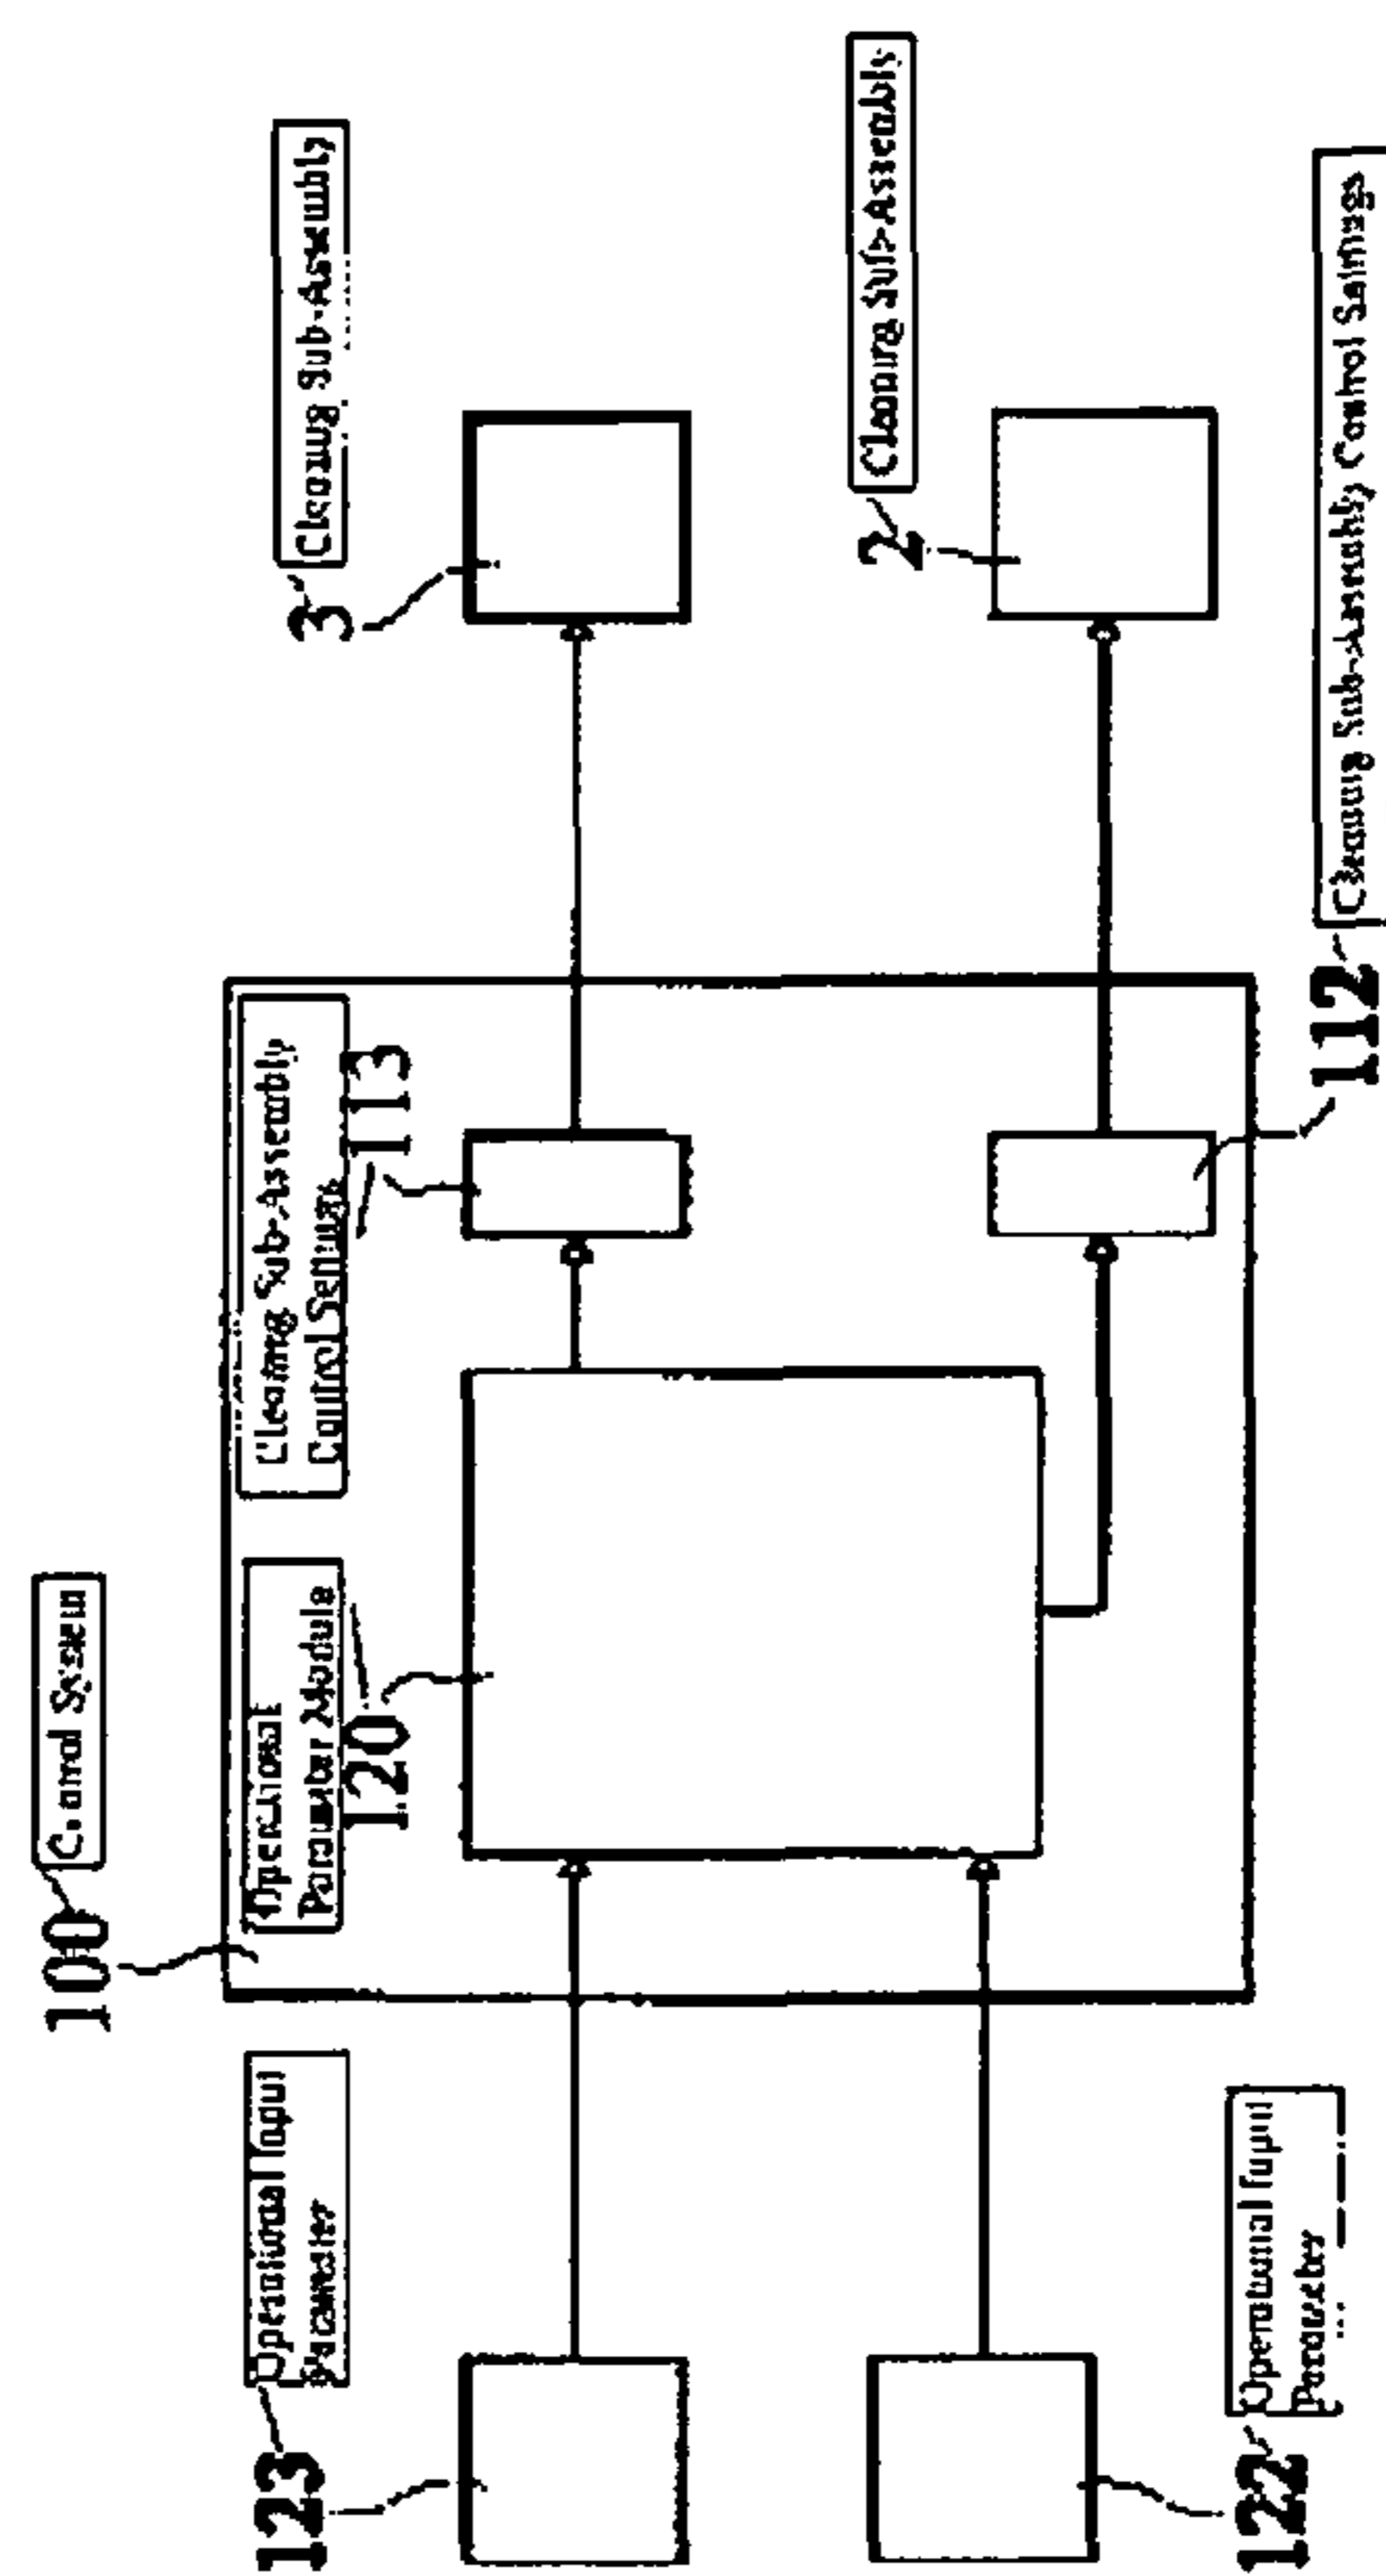 100
Control System
123
Operational Input
Parameter
120
Operational
Parameter Module
113
Cleaning Sub-Assembly
Control Settings
3
Cleaning Sub-Assembly
122
Operational Input
Parameter
112
Cleaning Sub-Assembly Control Settings
2
Cleaning Sub-Assembly